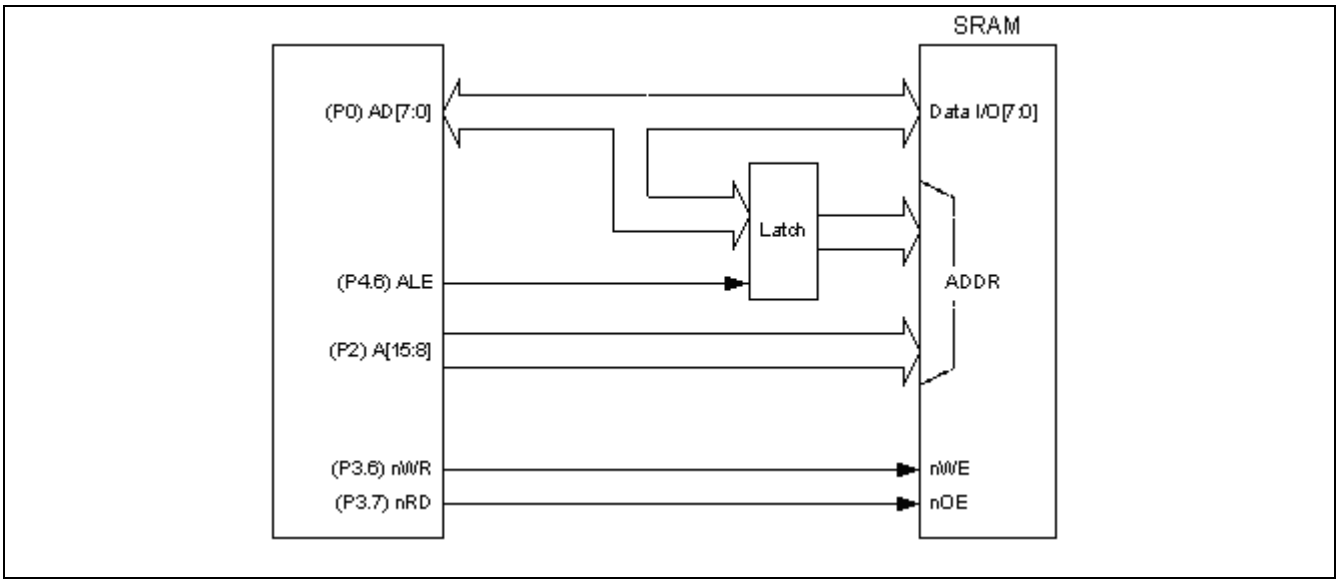 SRAM
(P0) AD[7:0]
Data I/O[7:0]
Latch
(P4.6) ALE
ADDR
(P2) A[15:8]
(P3.6) nWR
nWE
(P3.7) nRD
nOE